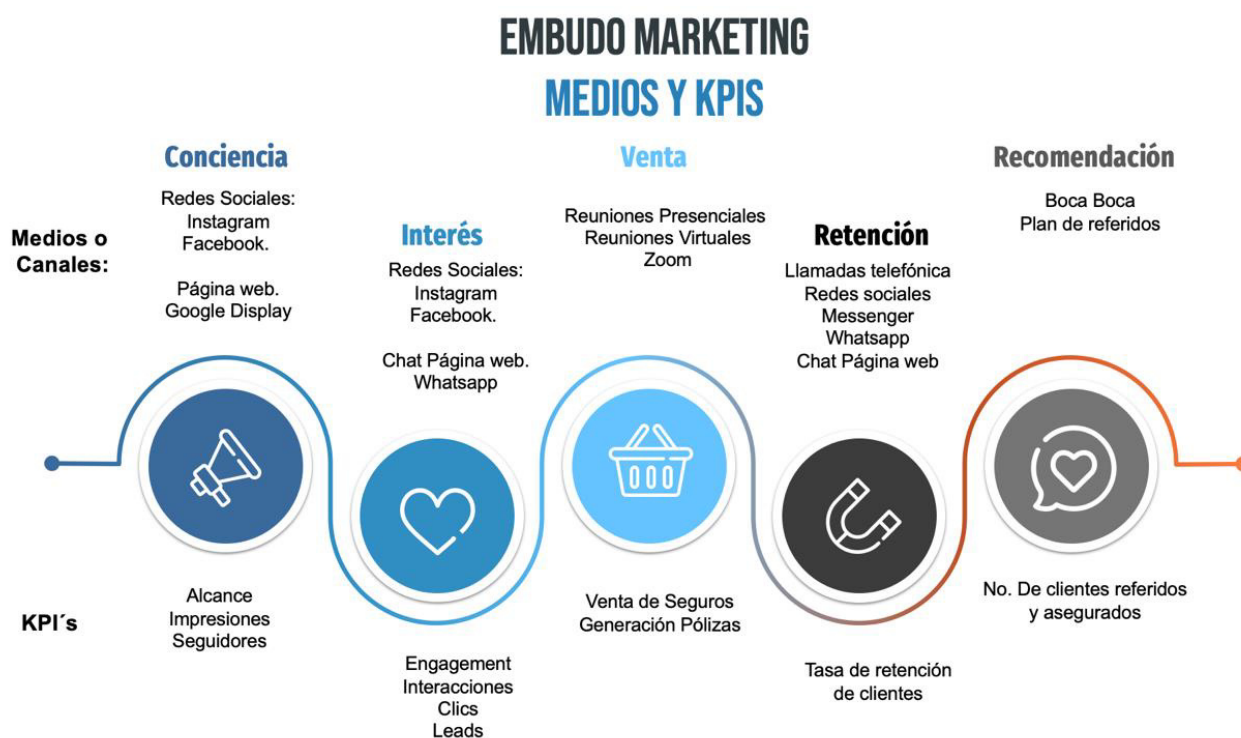 EMBUDO MARKETING
MEDIOS Y KPIS
Medios o
Canales:
Conciencia
Redes Sociales:
Instagram
Facebook.
Página web.
Google Display
Interés
Redes Sociales:
Instagram
Facebook.
Chat Página web.
Whatsapp
Venta
Reuniones Presenciales
Reuniones Virtuales
Zoom
Retención
Llamadas telefónica
Redes sociales
Messenger
Whatsapp
Chat Página web
Recomendación
Boca Boca
Plan de referidos
KPI´s
Alcance
Impresiones
Seguidores
Engagement
Interacciones
Clics
Leads
Venta de Seguros
Generación Pólizas
Tasa de retención
de clientes
No. De clientes referidos
y asegurados